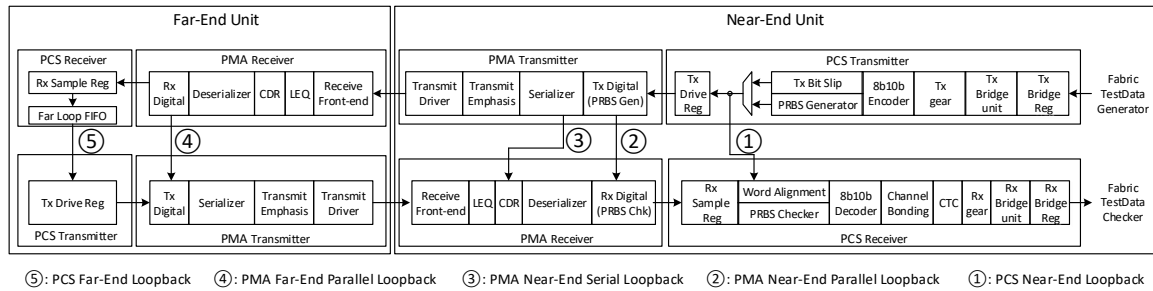 Far-End Unit
Near-End Unit
PCS Receiver
Rx Sample Reg
Far Loop FIFO
PMA Receiver
Rx
Digital
Deserializer
CDR
LEQ
Receive
Front-end
PMA Transmitter
Transmit
Driver
Transmit
Emphasis
Serializer
Tx Digital
(PRBS Gen)
PCS Transmitter
Tx
Drive
Reg
Tx Bit Slip
PRBS Generator
8b10b
Encoder
Tx
gear
Tx
Bridge
unit
Tx
Bridge
Reg
Fabric
TestData
Generator
⑤
④
③
②
①
Tx Drive Reg
PCS Transmitter
Tx
Digital
Serializer
Transmit
Emphasis
Transmit
Driver
PMA Transmitter
Receive
Front-end
LEQ
CDR
Deserializer
Rx Digital
(PRBS Chk)
PMA Receiver
Rx
Sample
Reg
Word Alignment
PRBS Checker
8b10b
Decoder
Channel
Bonding
CTC
Rx
gear
Rx
Bridge
unit
Rx
Bridge
Reg
PCS Receiver
Fabric
TestData
Checker
⑤: PCS Far-End Loopback ④: PMA Far-End Parallel Loopback ③: PMA Near-End Serial Loopback ②: PMA Near-End Parallel Loopback ①: PCS Near-End Loopback